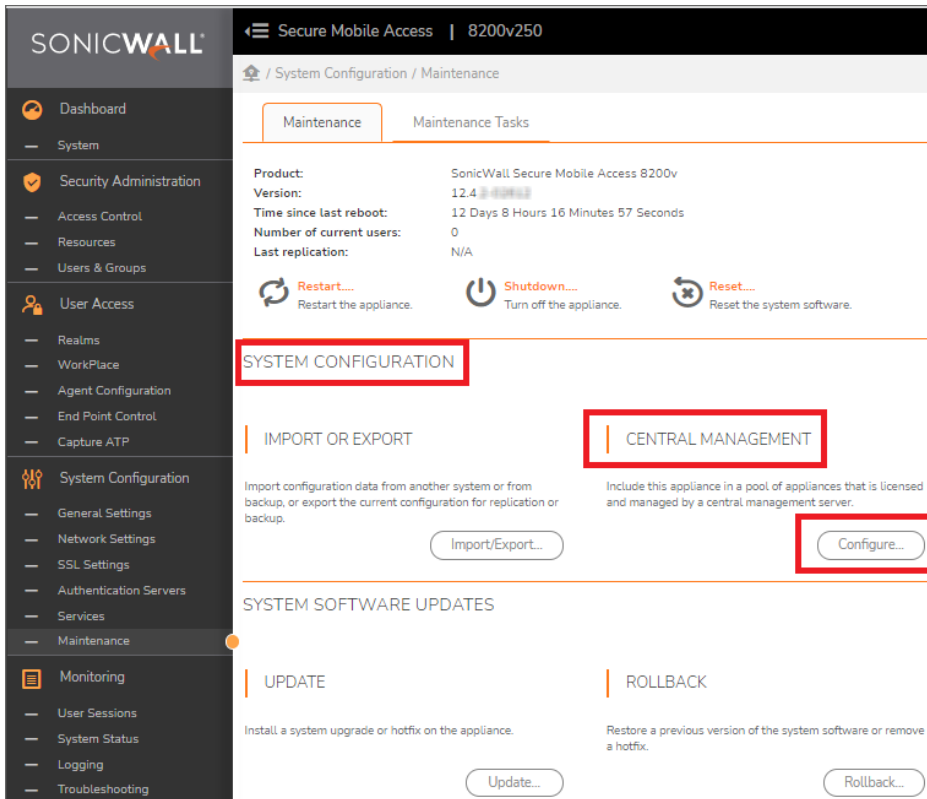 SONICWALL
Secure Mobile Access | 8200v250
/ System Configuration / Maintenance
Dashboard
System
Security Administration
Access Control
Resources
Users & Groups
User Access
Realms
WorkPlace
Agent Configuration
End Point Control
Capture ATP
System Configuration
General Settings
Network Settings
SSL Settings
Authentication Servers
Services
Maintenance
Monitoring
User Sessions
System Status
Logging
Troubleshooting
Maintenance Maintenance Tasks
Product: SonicWall Secure Mobile Access 8200v
Version: 12.4
Time since last reboot: 12 Days 8 Hours 16 Minutes 57 Seconds
Number of current users: 0
Last replication: N/A
Restart....
Restart the appliance.
Shutdown....
Turn off the appliance.
Reset....
Reset the system software.
SYSTEM CONFIGURATION
IMPORT OR EXPORT
Import configuration data from another system or from
backup, or export the current configuration for replication or
backup.
Import/Export...
CENTRAL MANAGEMENT
Include this appliance in a pool of appliances that is licensed
and managed by a central management server.
Configure...
SYSTEM SOFTWARE UPDATES
UPDATE
Install a system upgrade or hotfix on the appliance.
Update...
ROLLBACK
Restore a previous version of the system software or remove
a hotfix.
Rollback...